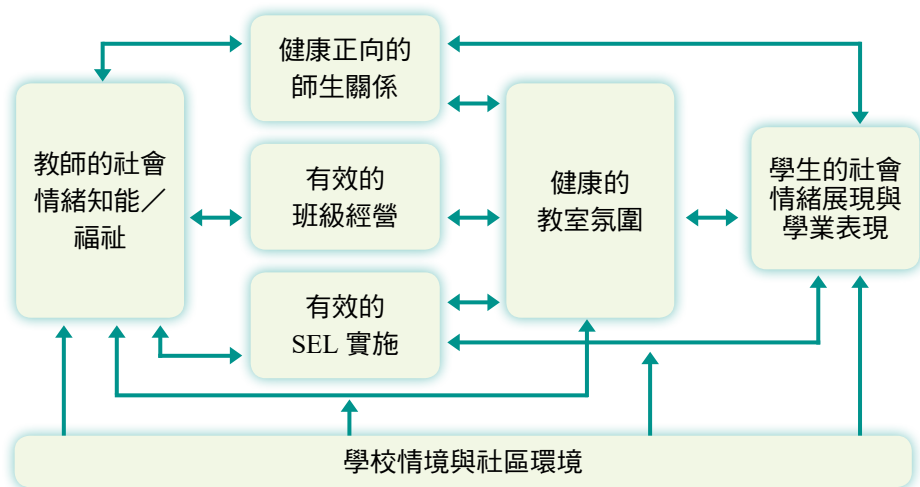 健康正向的
師生關係
教師的社會
情緒知能／
福祉
有效的
班級經營
健康的
教室氛圍
學生的社會
情緒展現與
學業表現
有效的
SEL 實施
學校情境與社區環境